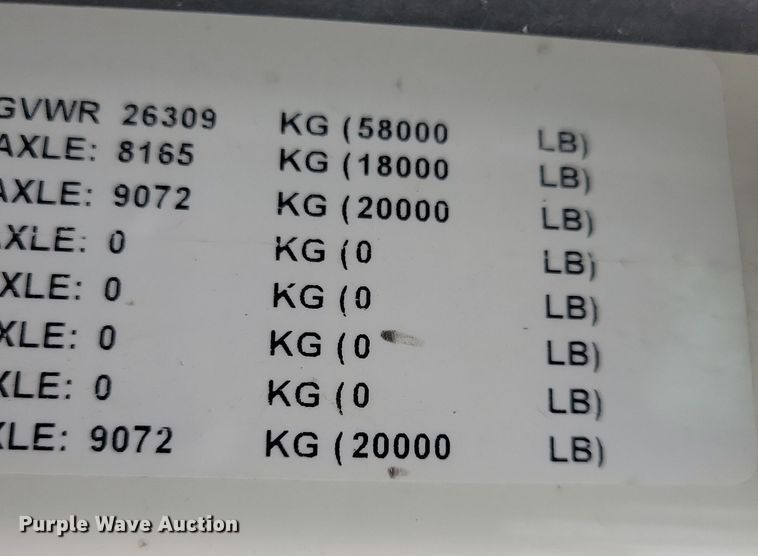 GVWR 26309 KG (58000 LB)
AXLE: 8165 KG (18000 LB)
AXLE: 9072 KG (20000 LB)
AXLE: 0 KG (0 LB)
XLE: 0 KG (0 LB)
XLE: 0 KG (0 LB)
XLE: 0 KG (0 LB)
XLE: 9072 KG (20000 LB)
Purple Wave Auction